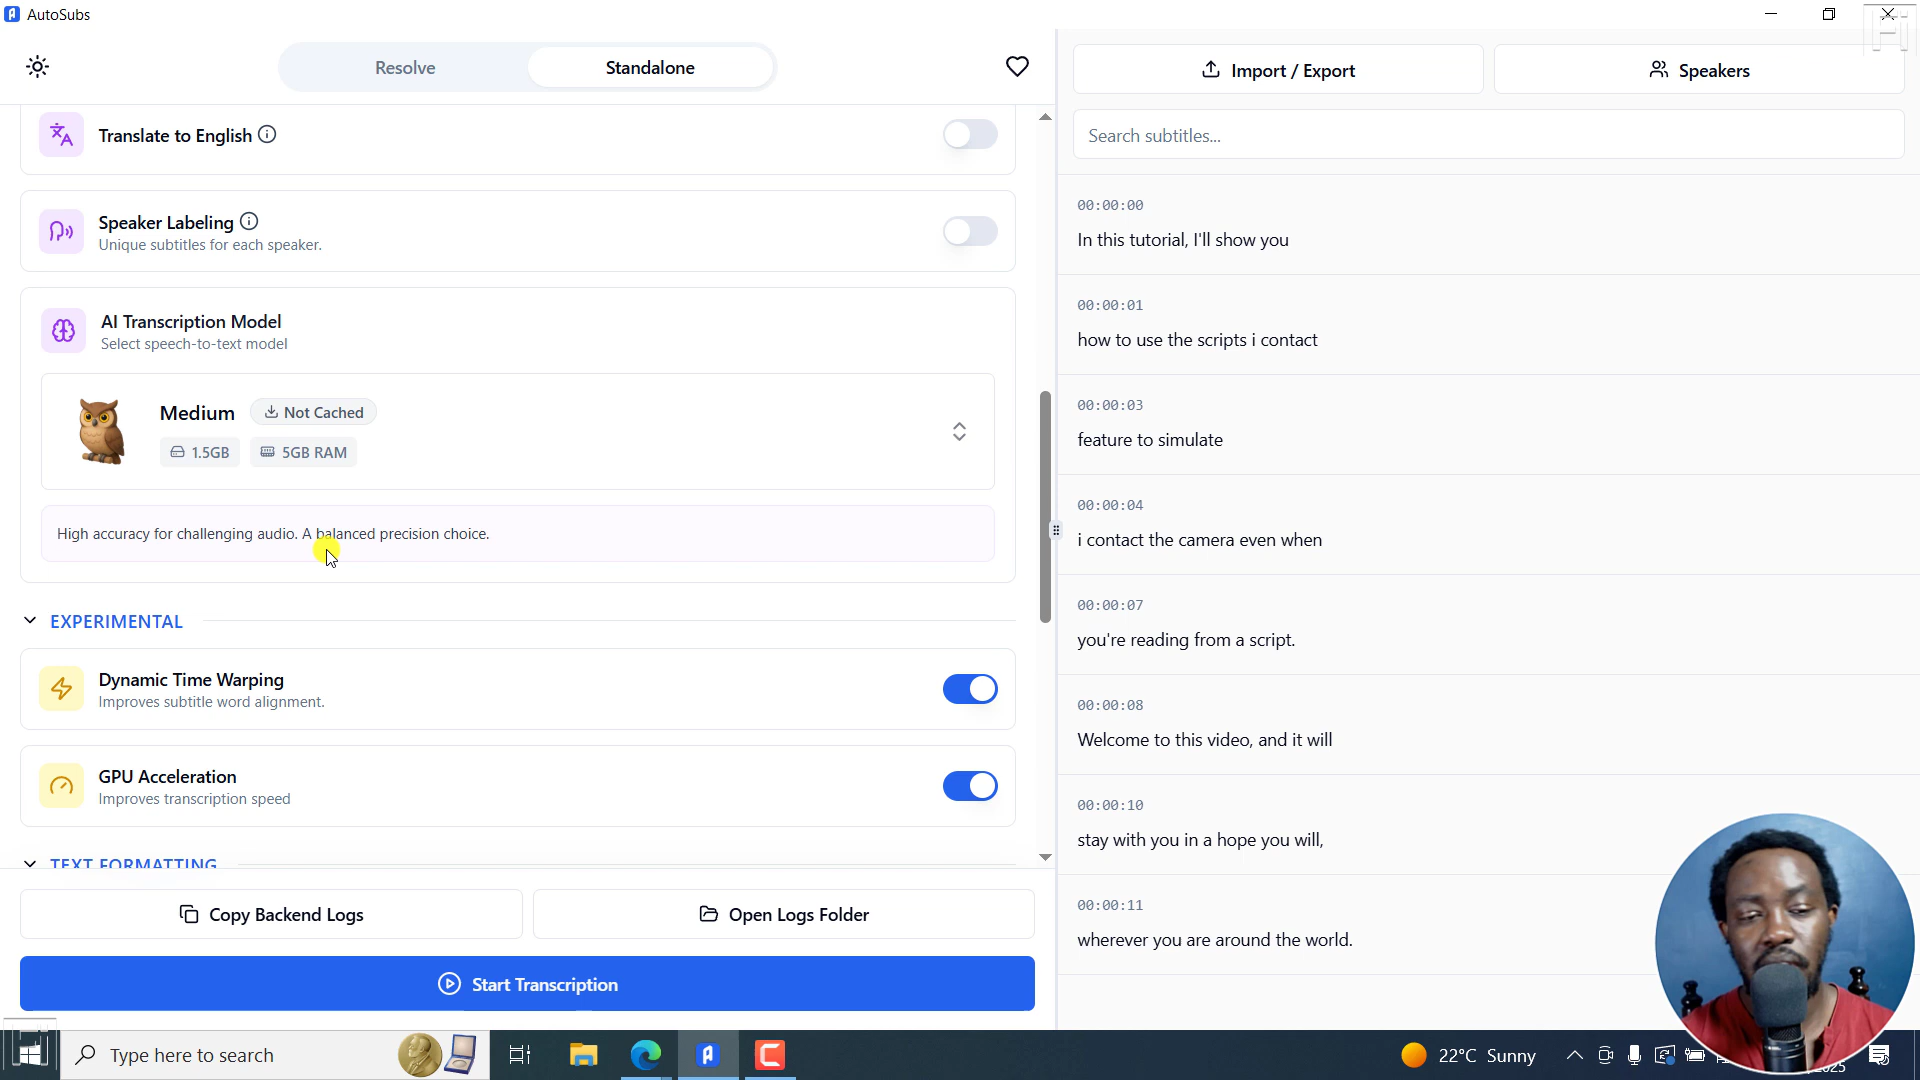 AutoSubs
Resolve
Standalone
Translate to English
Speaker Labeling
Unique subtitles for each speaker.
AI Transcription Model
Select speech-to-text model
Medium
Not Cached
1.5GB
5GB RAM
High accuracy for challenging audio. A balanced precision choice.
EXPERIMENTAL
Dynamic Time Warping
Improves subtitle word alignment.
GPU Acceleration
Improves transcription speed
TEXT FORMATTING
Copy Backend Logs
Open Logs Folder
Start Transcription
Import / Export
Speakers
Search subtitles...
00:00:00
In this tutorial, I'll show you
00:00:01
how to use the scripts i contact
00:00:03
feature to simulate
00:00:04
i contact the camera even when
00:00:07
you're reading from a script.
00:00:08
Welcome to this video, and it will
00:00:10
stay with you in a hope you will,
00:00:11
wherever you are around the world.
Type here to search
22°C Sunny